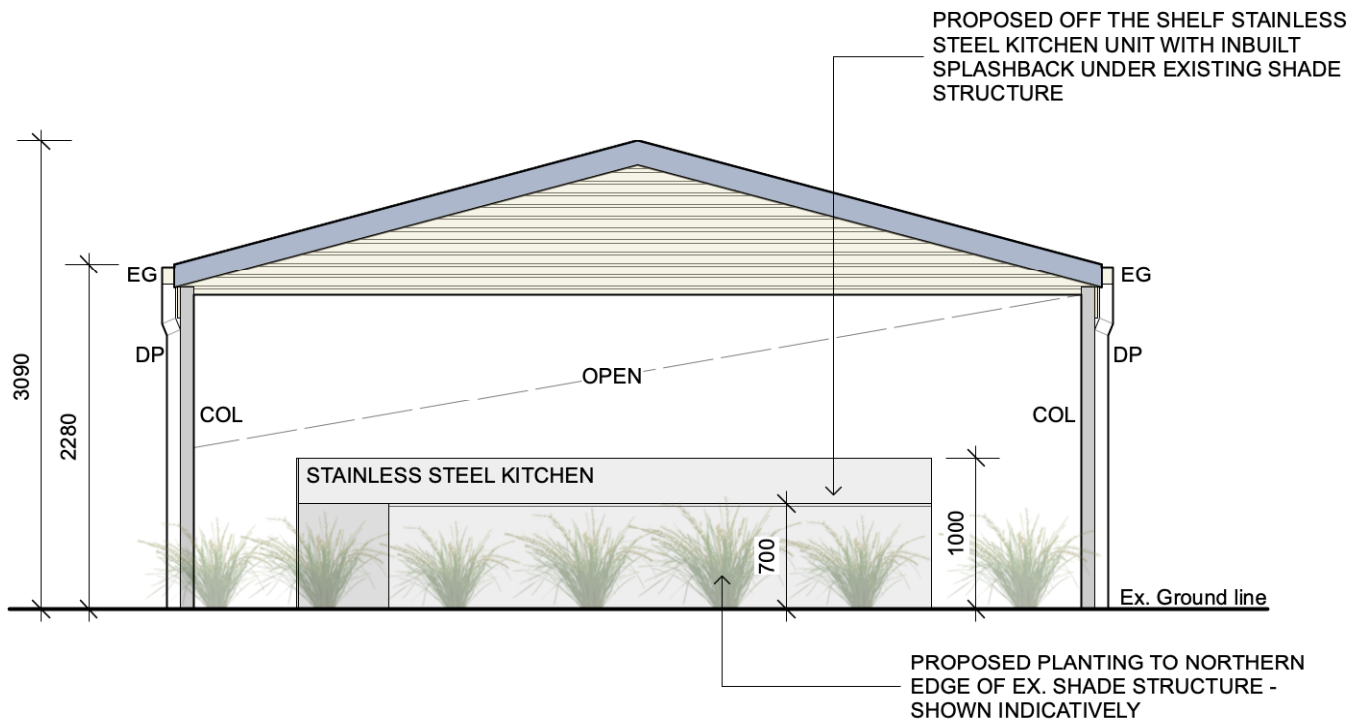 PROPOSED OFF THE SHELF STAINLESS
STEEL KITCHEN UNIT WITH INBUILT
SPLASHBACK UNDER EXISTING SHADE
STRUCTURE
EG
EG
DP
DP
3090
2280
OPEN
COL
COL
STAINLESS STEEL KITCHEN
700
1000
Ex. Ground line
PROPOSED PLANTING TO NORTHERN
EDGE OF EX. SHADE STRUCTURE -
SHOWN INDICATIVELY